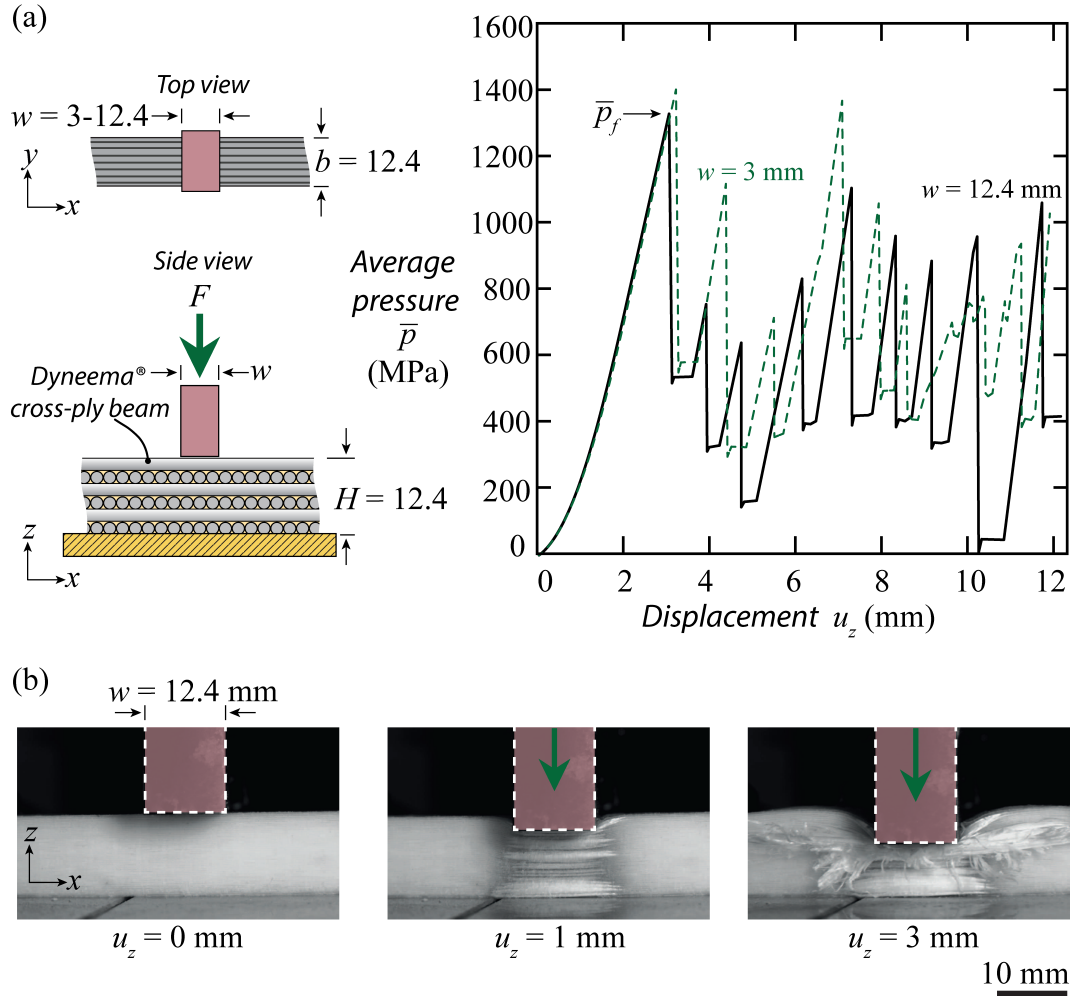 (a)
Top view
w = 3-12.4
b = 12.4
y
x
Side view
F
Dyneema®
cross-ply beam
w
H = 12.4
z
x
Average
pressure
p̅
(MPa)
1600
1400
1200
1000
800
600
400
200
0
p̅f
w = 3 mm
w = 12.4 mm
0 2 4 6 8 10 12
Displacement uz (mm)
(b)
w = 12.4 mm
z
x
uz = 0 mm
uz = 1 mm
uz = 3 mm
10 mm